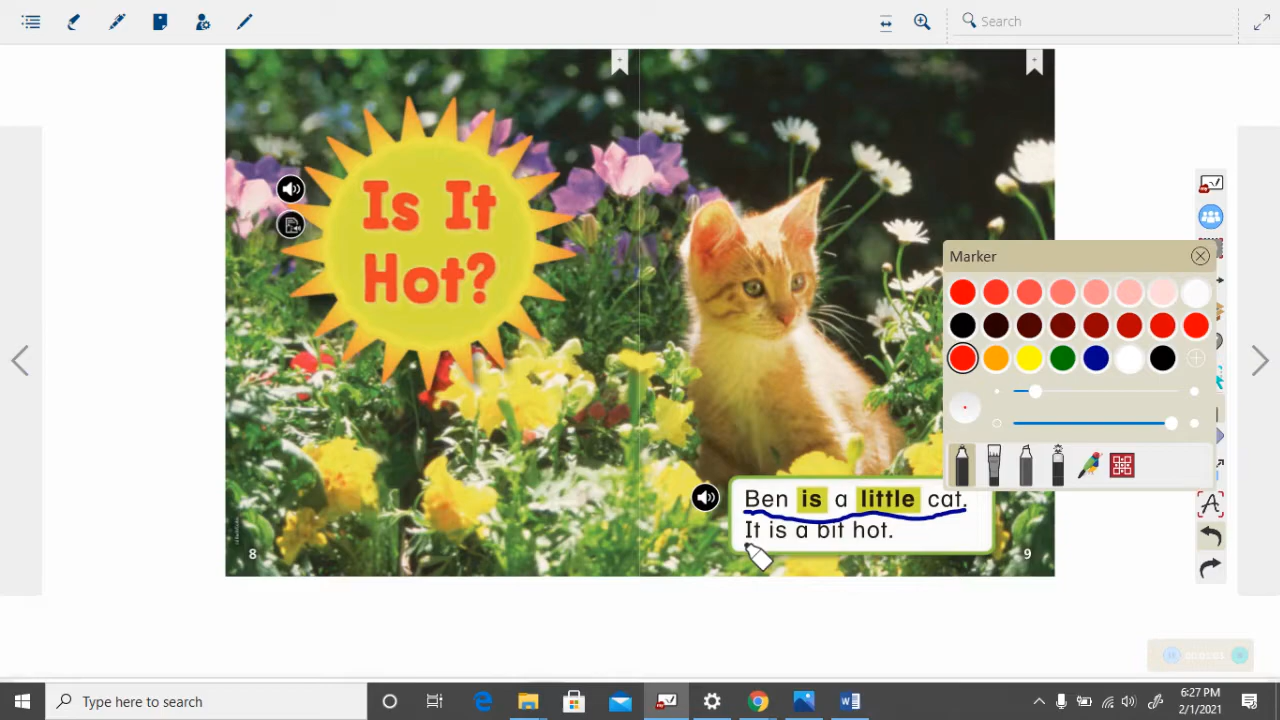 Search
Is It
Hot?
Marker
Ben is a little cat.
It is a bit hot.
8
9
Type here to search
6:27 PM
2/1/2021